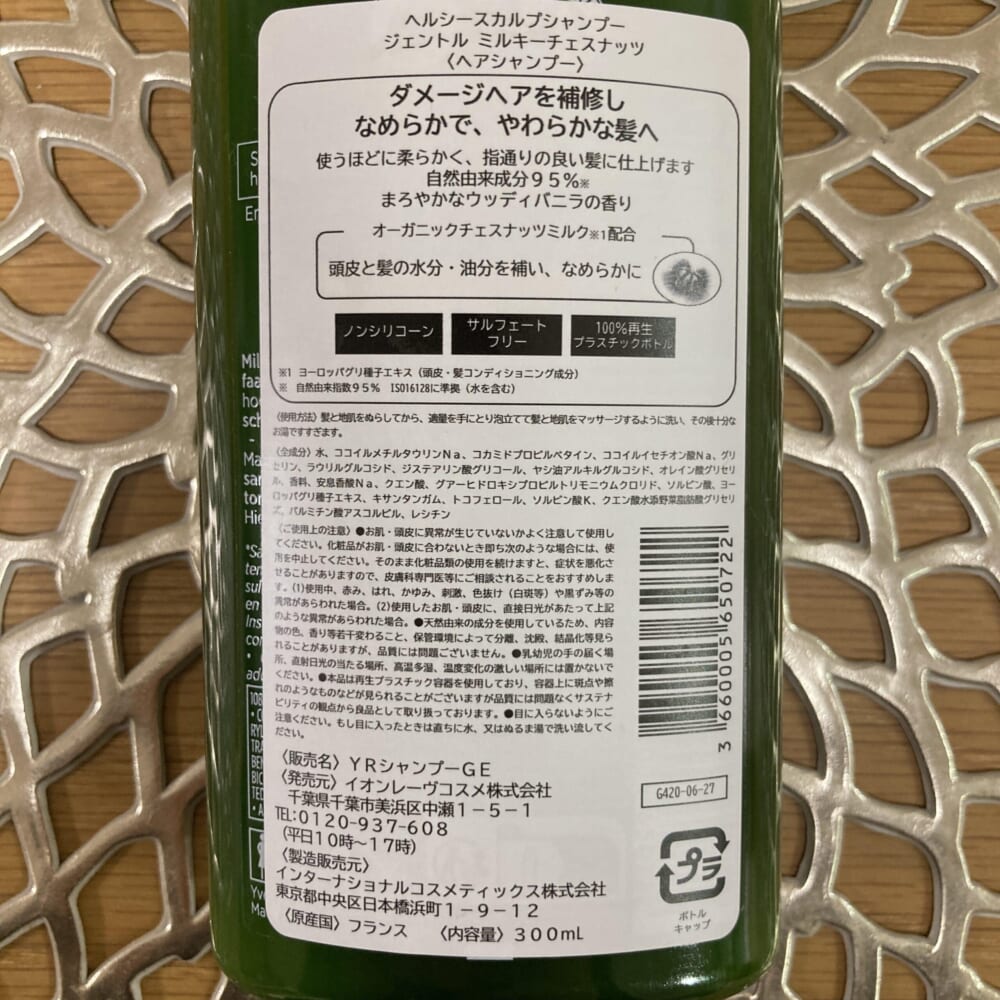 ヘルシースカルプシャンプー
ジェントル ミルキーチェスナッツ
〈ヘアシャンプー〉
ダメージヘアを補修し
なめらかで、やわらかな髪へ
使うほどに柔らかく、指通りの良い髪に仕上げます
自然由来成分95%※
まろやかなウッディバニラの香り
オーガニックチェスナッツミルク※1配合
頭皮と髪の水分・油分を補い、なめらかに
ノンシリコーン
サルフェート
フリー
100%再生
プラスチックボトル
※1 ヨーロッパグリ種子エキス（頭皮・髪コンディショニング成分）
※ 自然由来指数95% ISO16128に準拠（水を含む）
〈使用方法〉髪と地肌をぬらしてから、適量を手にとり泡立てて髪と地肌をマッサージするように洗い、その後十分な
お湯ですすぎます。
〈全成分〉水、ココイルメチルタウリンNa、コカミドプロピルベタイン、ココイルイセチオン酸Na、グリ
セリン、ラウリルグルコシド、ジステアリン酸グリコール、ヤシ油アルキルグルコシド、オレイン酸グリセリ
ル、香料、安息香酸Na、クエン酸、グアーヒドロキシプロピルトリモニウムクロリド、ソルビン酸、ヨー
ロッパグリ種子エキス、キサンタンガム、トコフェロール、ソルビン酸K、クエン酸水添野菜脂肪酸グリセリ
ズ、パルミチン酸アスコルビル、レシチン
〈ご使用上の注意〉●お肌・頭皮に異常が生じていないかよく注意して使用し
てください。化粧品がお肌・頭皮に合わないとき即ち次のような場合には、使
用を中止してください。そのまま化粧品類の使用を続けますと、症状を悪化さ
せることがありますので、皮膚科専門医等にご相談されることをおすすめしま
す。(1)使用中、赤み、はれ、かゆみ、刺激、色抜け（白斑等）や黒ずみ等の
異常があらわれた場合。(2)使用したお肌・頭皮に、直接日光があたって上記
のような異常があらわれた場合。●天然由来の成分を使用しているため、内容
物の色、香り等若干変わること、保管環境によって分離、沈殿、結晶化等見ら
れることがありますが、品質には問題ございません。●乳幼児の手の届く場
所、直射日光の当たる場所、高温多湿、温度変化の激しい場所には置かないで
ください。●本品は再生プラスチック容器を使用しており、容器上に斑点や擦
れのようなものなどが見られることがございますが品質には問題なくサステナ
ビリティの観点から良品として取り扱っております。●目に入らないようにご
注意ください。もし目に入ったときは直ちに水、又はぬるま湯で洗い流してく
ださい。
3660005650722
〈販売名〉YRシャンプーGE
〈発売元〉イオンレーヴコスメ株式会社
千葉県千葉市美浜区中瀬1-5-1
TEL:0120-937-608
(平日10時〜17時)
〈製造販売元〉
インターナショナルコスメティックス株式会社
東京都中央区日本橋浜町1-9-12
〈原産国〉フランス 〈内容量〉300mL
G420-06-27
プラ
ボトル
キャップ